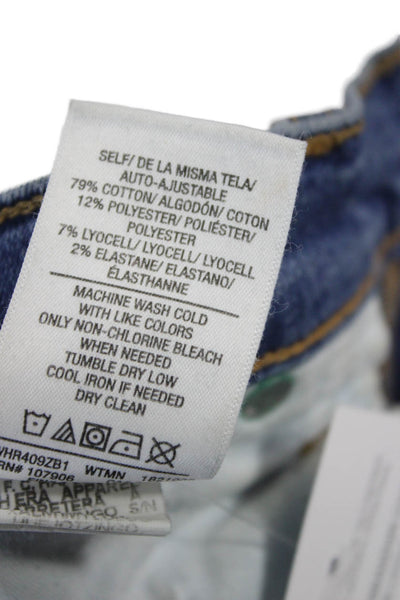 SELF/ DE LA MISMA TELA/
AUTO-AJUSTABLE
79% COTTON/ ALGODÓN/ COTON
12% POLYESTER/ POLIÉSTER/
POLYESTER
7% LYOCELL/ LYOCELL/ LYOCELL
2% ELASTANE/ ELASTANO/
ÉLASTHANNE
MACHINE WASH COLD
WITH LIKE COLORS
ONLY NON-CHLORINE BLEACH
WHEN NEEDED
TUMBLE DRY LOW
COOL IRON IF NEEDED
DRY CLEAN
WHR409ZB1
RN# 107906 WTMN
S/N